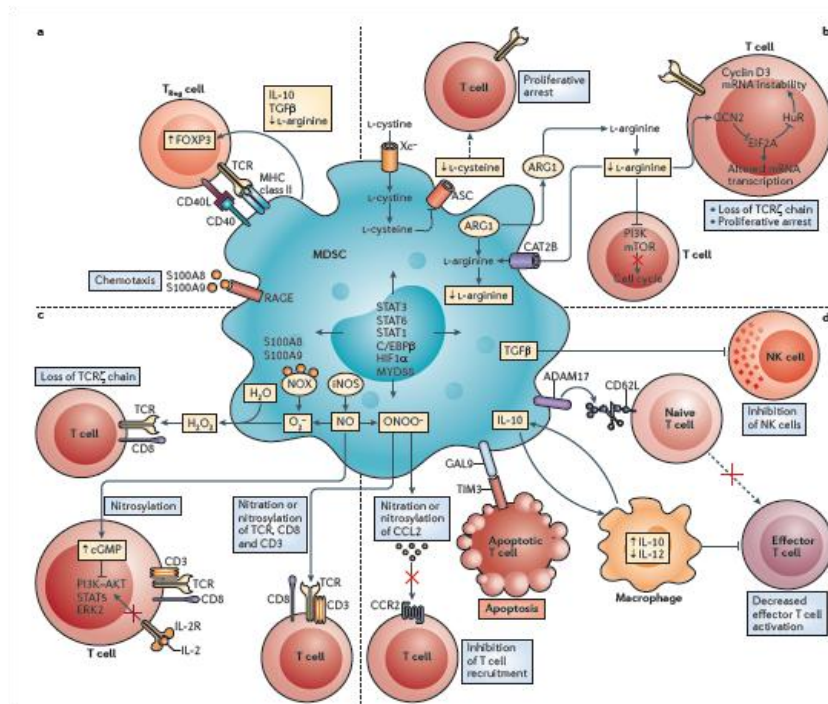 a
T Reg cell
↑FOXP3
IL-10
TGFβ
↓L-arginine
TCR
MHC
class II
CD40L
CD40
Chemotaxis
S100A8
S100A9
RAGE
MDSC
L-cystine
Xc⁻
L-cystine
L-cysteine
ASC
↓L-cysteine
T cell
Proliferative
arrest
b
ARG1
L-arginine
↓L-arginine
ARG1
L-arginine
↓L-arginine
CAT2B
T cell
Cyclin D3
mRNA instability
HuR
GCN2
EIF2A
Altered mRNA
transcription
• Loss of TCRζ chain
• Proliferative arrest
PI3K
mTOR
Cell cycle
T cell
STAT3
STAT6
STAT1
C/EBPβ
HIF1α
MYD88
c
Loss of TCRζ chain
T cell
TCR
CD8
H₂O₂
H₂O
S100A8
S100A9
NOX
iNOS
O₂⁻
NO
ONOO⁻
Nitrosylation
↑cGMP
PI3K–AKT
STAT5
ERK2
CD3
TCR
CD8
IL-2R
IL-2
T cell
Nitration or
nitrosylation
of TCR, CD8
and CD3
CD8
TCR
CD3
T cell
Nitration or
nitrosylation
of CCL2
CCR2
T cell
Inhibition
of T cell
recruitment
d
TGFβ
NK cell
Inhibition
of NK cells
ADAM17
CD62L
Naive
T cell
IL-10
GAL9
TIM3
Apoptotic
T cell
Apoptosis
↑IL-10
↓IL-12
Macrophage
Effector
T cell
Decreased
effector T cell
activation